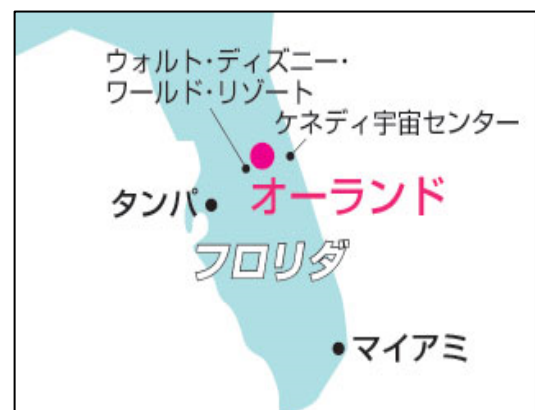 ウォルト・ディズニー・
ワールド・リゾート
ケネディ宇宙センター
オーランド
タンパ
フロリダ
マイアミ